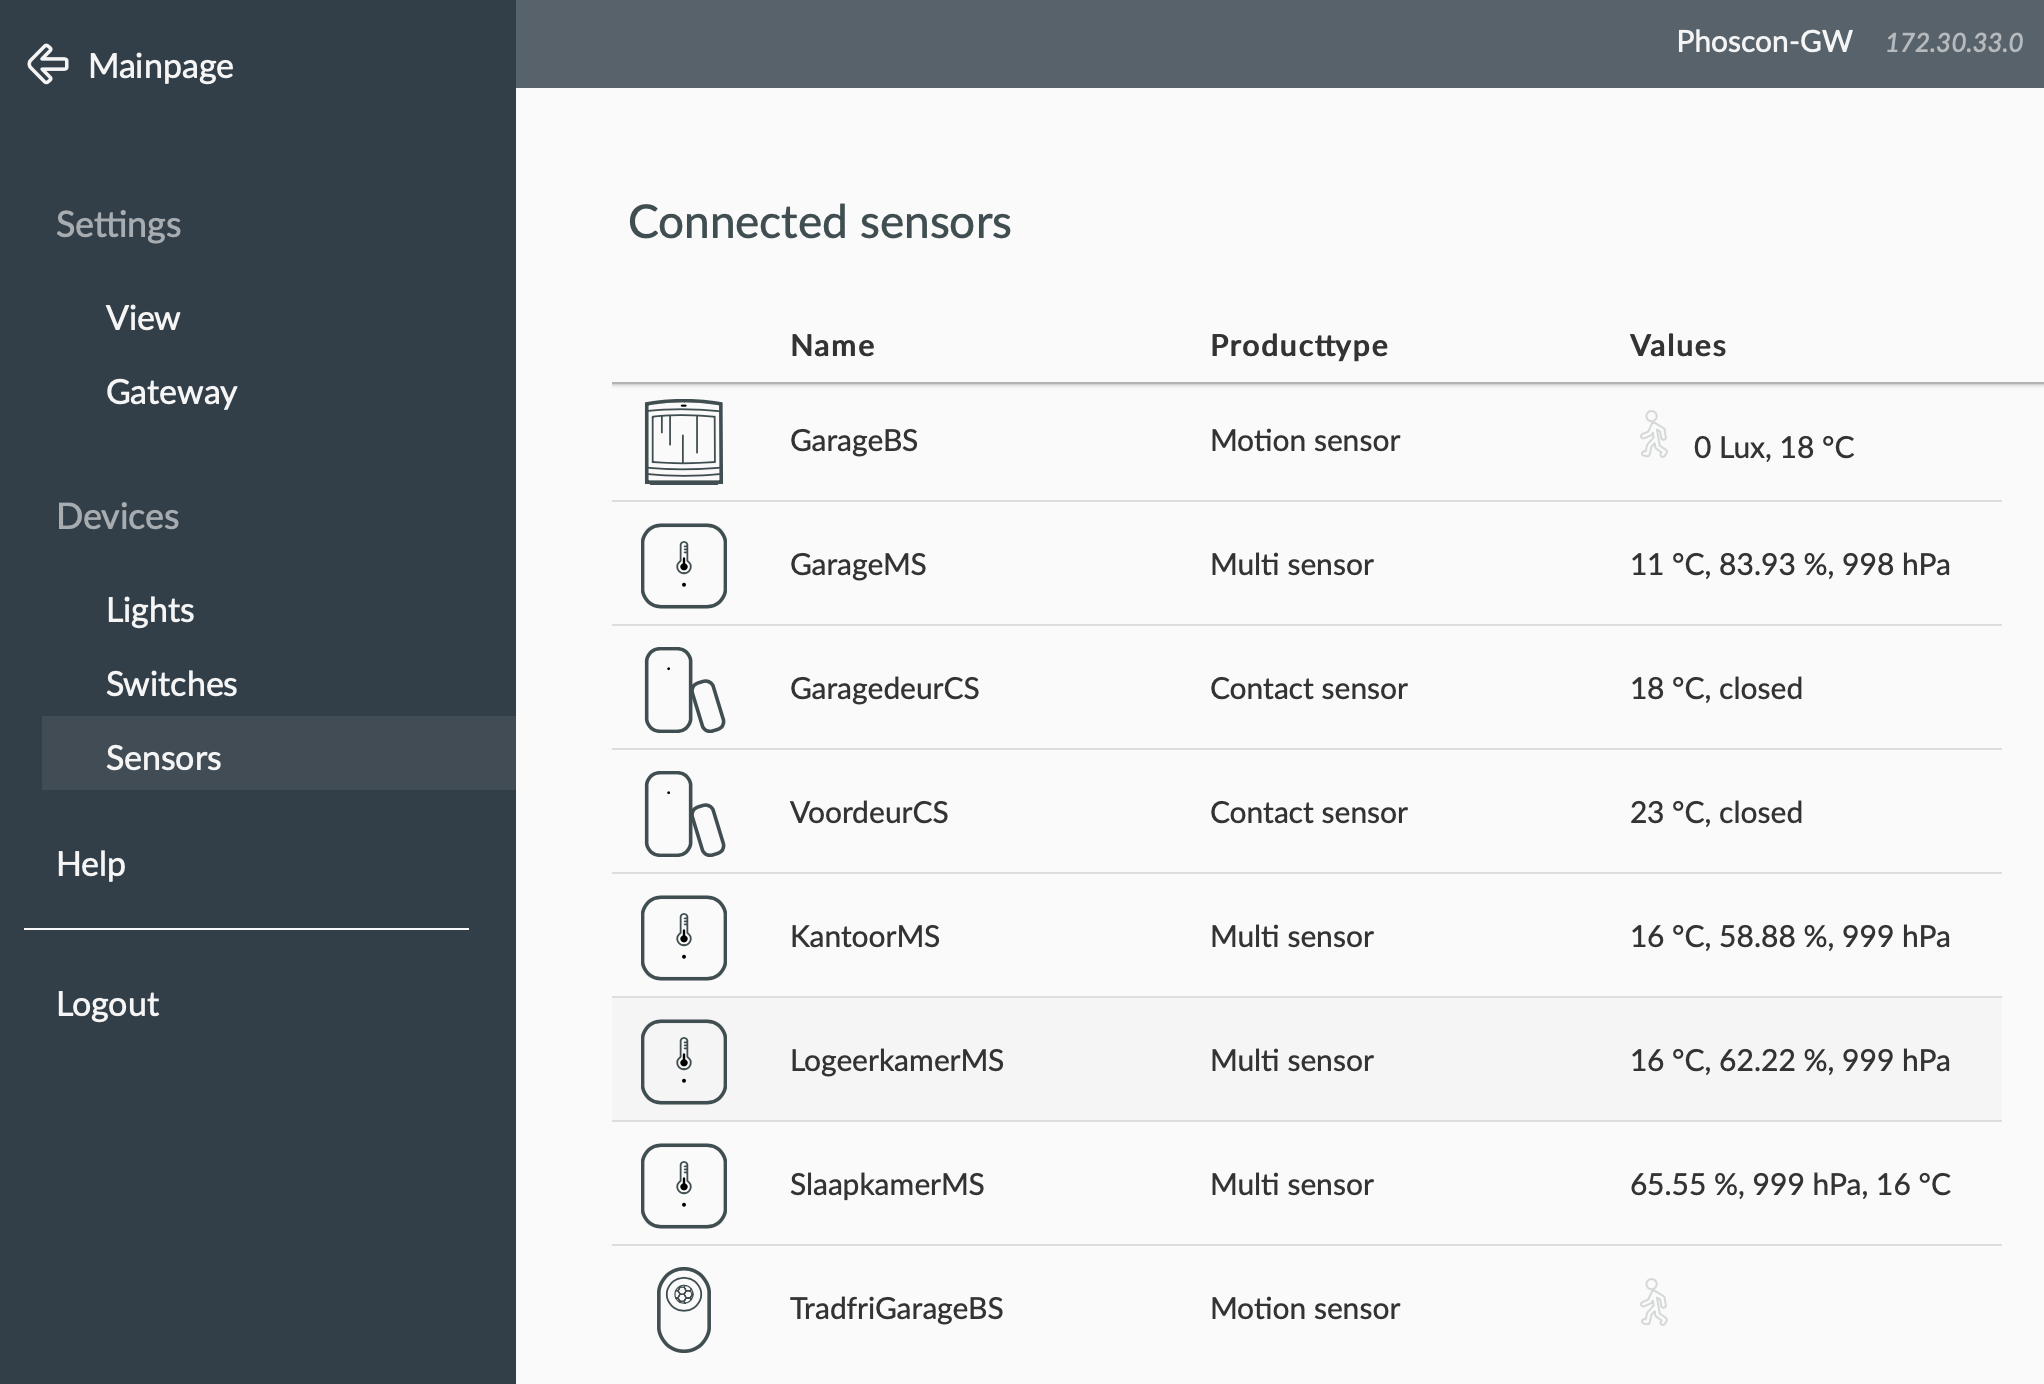 Mainpage
Phoscon-GW 172.30.33.0
Settings
View
Gateway
Devices
Lights
Switches
Sensors
Help
Logout
Connected sensors
Name Producttype Values
GarageBS Motion sensor 0 Lux, 18 °C
GarageMS Multi sensor 11 °C, 83.93 %, 998 hPa
GaragedeurCS Contact sensor 18 °C, closed
VoordeurCS Contact sensor 23 °C, closed
KantoorMS Multi sensor 16 °C, 58.88 %, 999 hPa
LogeerkamerMS Multi sensor 16 °C, 62.22 %, 999 hPa
SlaapkamerMS Multi sensor 65.55 %, 999 hPa, 16 °C
TradfriGarageBS Motion sensor